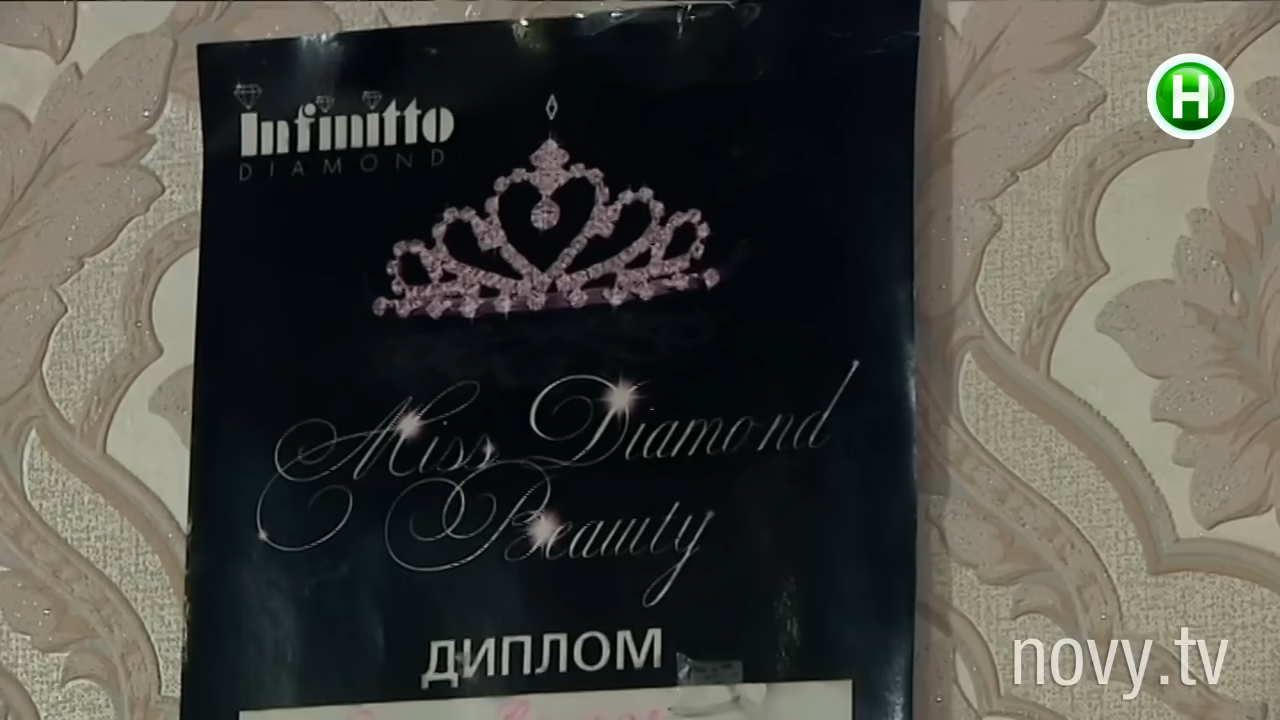 Infinitto
DIAMOND
Miss Diamond
Beauty
ДИПЛОМ
H
novy.tv